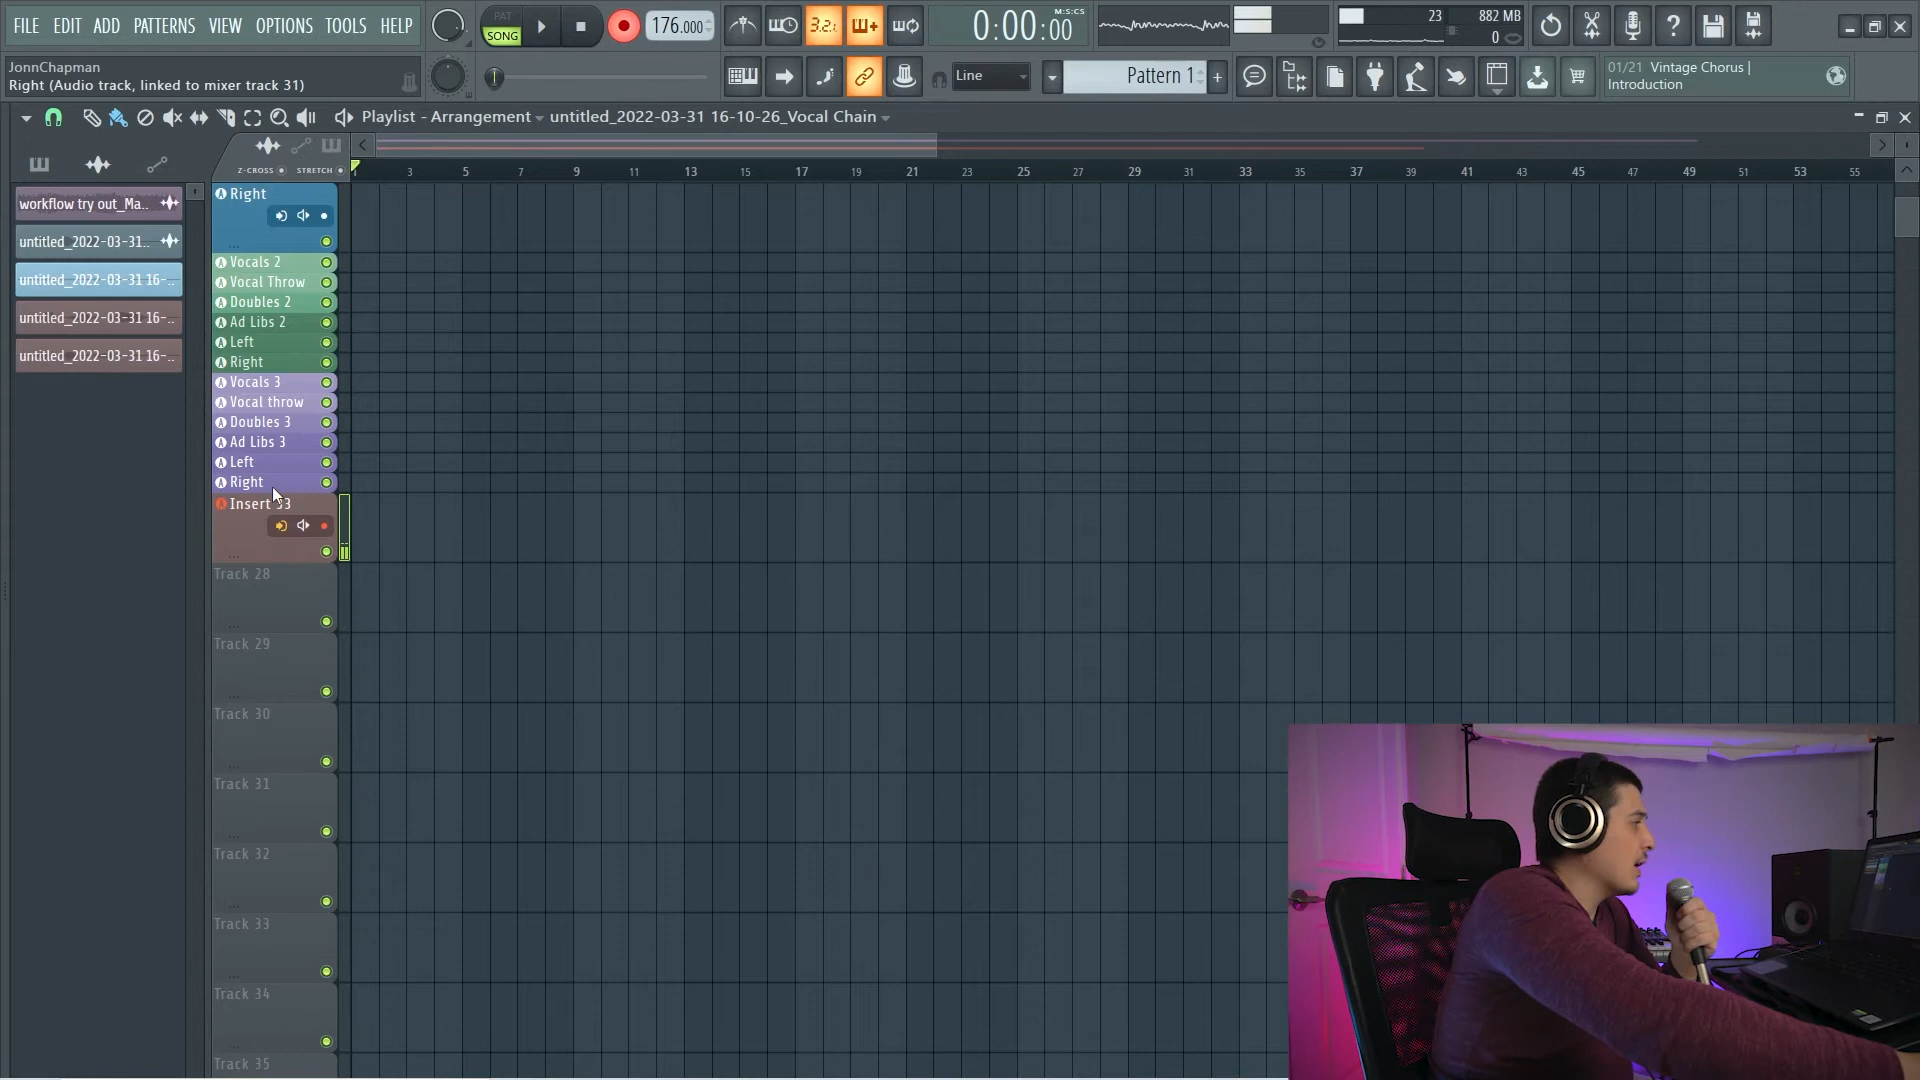 FILE EDIT ADD PATTERNS VIEW OPTIONS TOOLS HELP
PAT
SONG
176.000
3.2.
0:00:00
M:S:CS
23
882 MB
0
JonnChapman
Right (Audio track, linked to mixer track 31)
Line
Pattern 1
+
01/21 Vintage Chorus |
Introduction
Playlist - Arrangement
untitled_2022-03-31 16-10-26_Vocal Chain
Z-CROSS
STRETCH
1 3 5 7 9 11 13 15 17 19 21 23 25 27 29 31 33 35 37 39 41 43 45 47 49 51 53 55
workflow try out_Ma..
untitled_2022-03-31..
untitled_2022-03-31 16-..
untitled_2022-03-31 16-..
untitled_2022-03-31 16-..
Right
Vocals 2
Vocal Throw
Doubles 2
Ad Libs 2
Left
Right
Vocals 3
Vocal throw
Doubles 3
Ad Libs 3
Left
Right
Insert 33
Track 28
Track 29
Track 30
Track 31
Track 32
Track 33
Track 34
Track 35